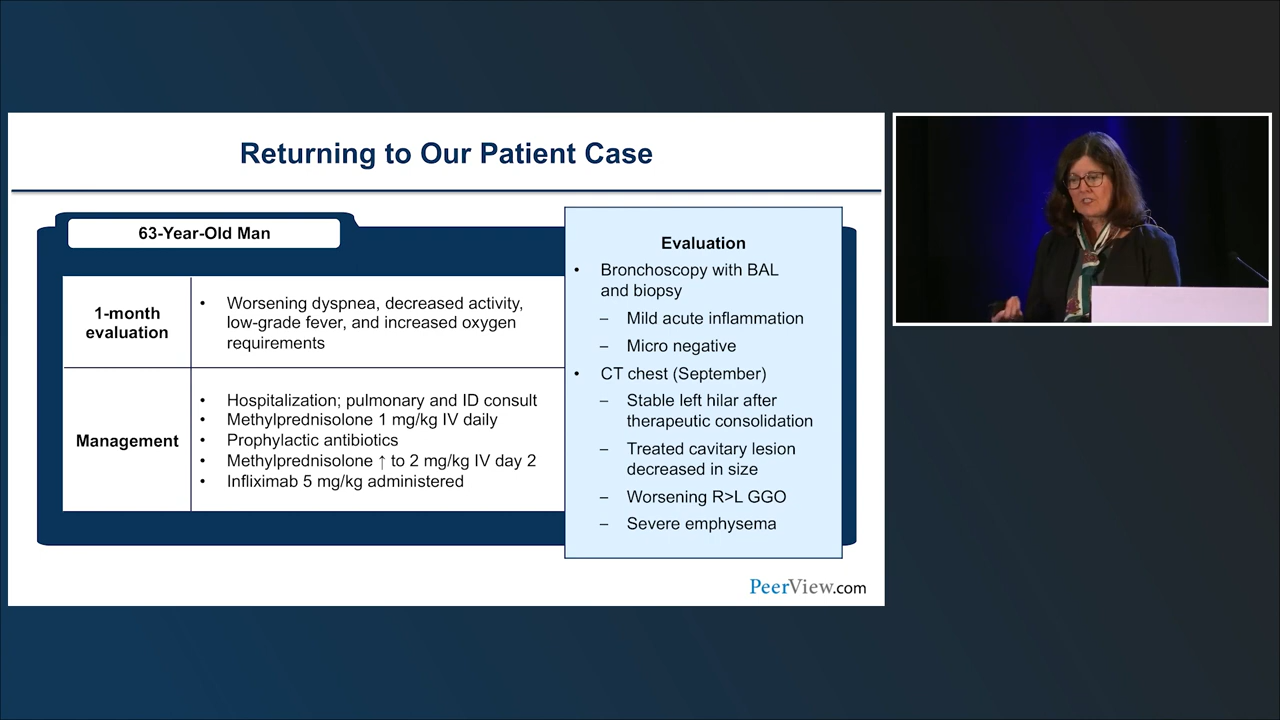 Returning to Our Patient Case
63-Year-Old Man
1-month
evaluation
• Worsening dyspnea, decreased activity,
low-grade fever, and increased oxygen
requirements
Management
• Hospitalization; pulmonary and ID consult
• Methylprednisolone 1 mg/kg IV daily
• Prophylactic antibiotics
• Methylprednisolone ↑ to 2 mg/kg IV day 2
• Infliximab 5 mg/kg administered
Evaluation
• Bronchoscopy with BAL
and biopsy
– Mild acute inflammation
– Micro negative
• CT chest (September)
– Stable left hilar after
therapeutic consolidation
– Treated cavitary lesion
decreased in size
– Worsening R>L GGO
– Severe emphysema
PeerView.com